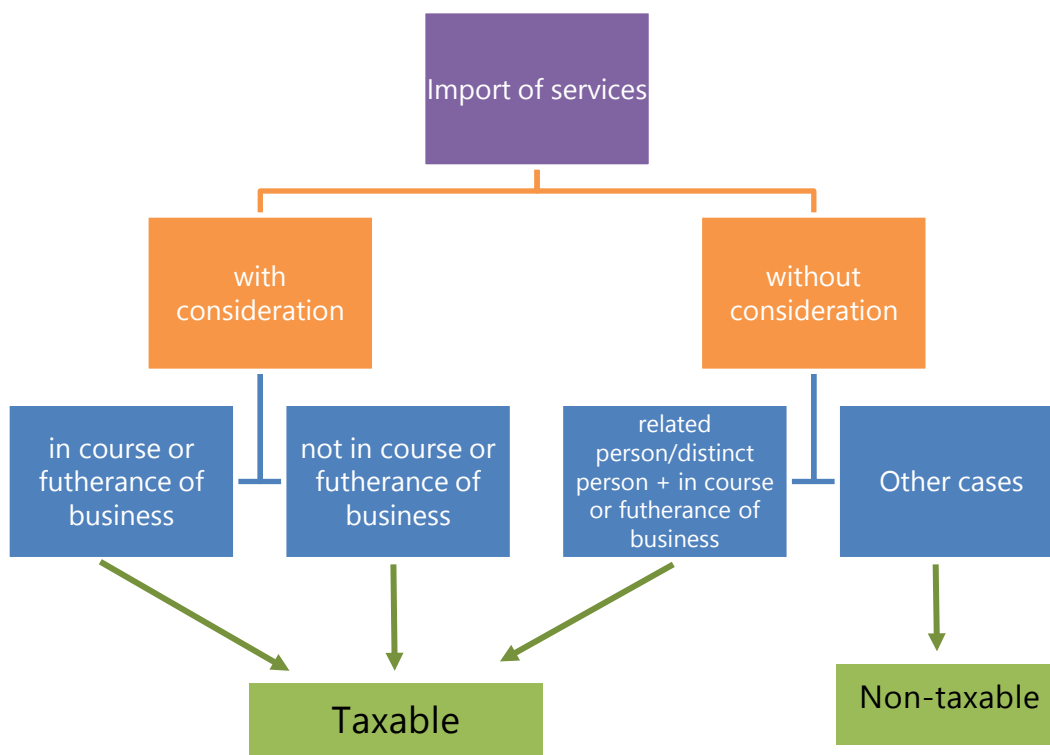 Import of services
with
consideration
without
consideration
in course or
futherance of
business
not in course or
futherance of
business
related
person/distinct
person + in course
or futherance of
business
Other cases
Taxable
Non-taxable